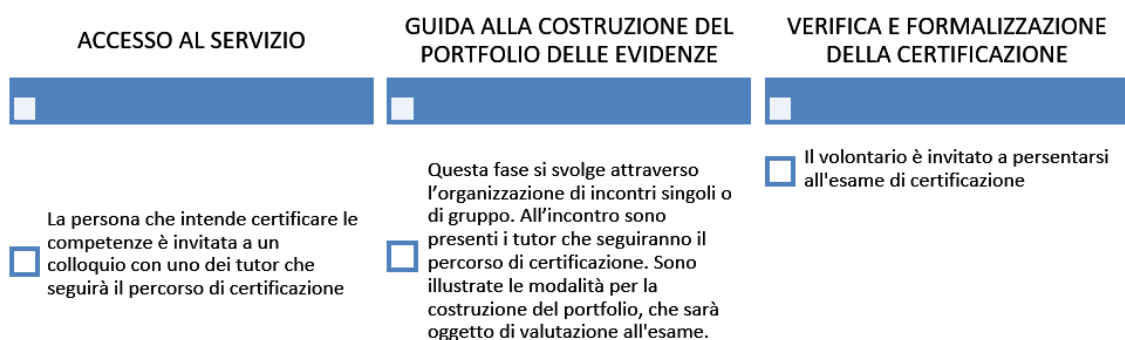 ACCESSO AL SERVIZIO
La persona che intende certificare le
competenze è invitata a un
colloquio con uno dei tutor che
seguirà il percorso di certificazione
GUIDA ALLA COSTRUZIONE DEL
PORTFOLIO DELLE EVIDENZE
Questa fase si svolge attraverso
l’organizzazione di incontri singoli o
di gruppo. All’incontro sono
presenti i tutor che seguiranno il
percorso di certificazione. Sono
illustrate le modalità per la
costruzione del portfolio, che sarà
oggetto di valutazione all'esame.
VERIFICA E FORMALIZZAZIONE
DELLA CERTIFICAZIONE
Il volontario è invitato a persentarsi
all'esame di certificazione